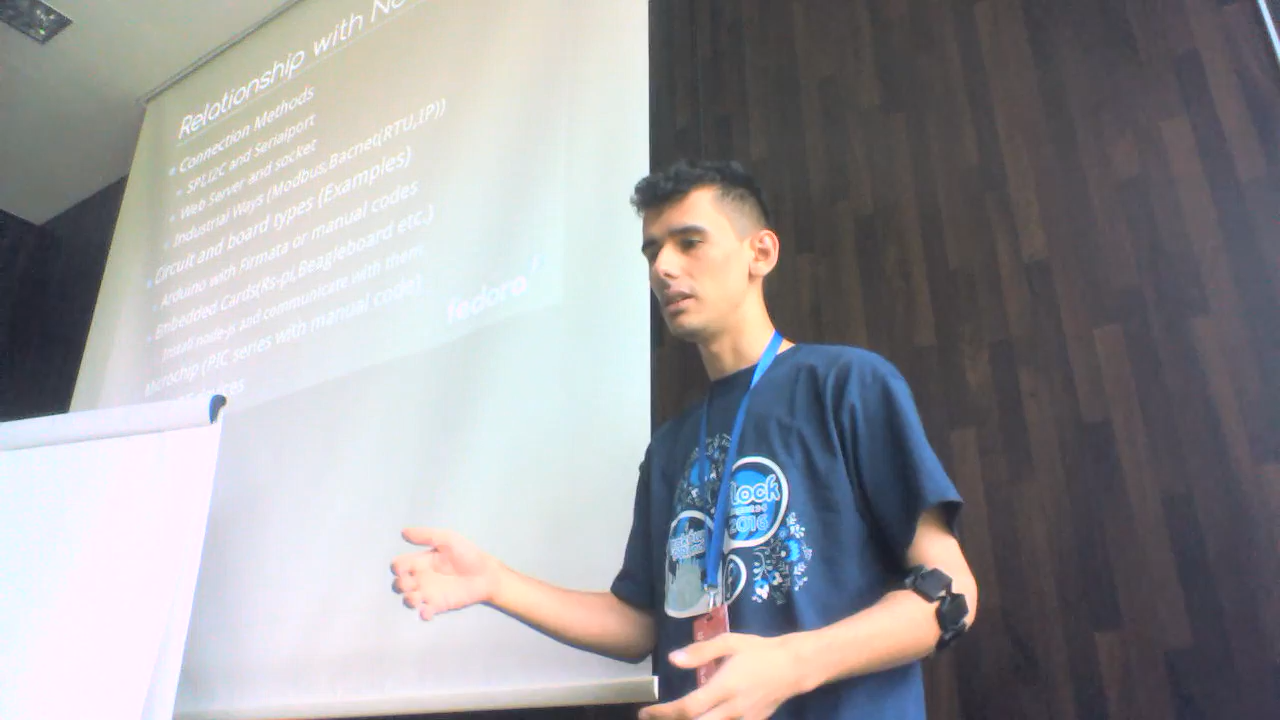 Relationship with No
Connection Methods
SPI,I2C and Serialport
Web Server and socket
Industrial Ways (Modbus,Bacnet(RTU,IP))
Circuit and board types (Examples)
Arduino with Firmata or manual codes
Embedded Cards(Rs-pi,Beagleboard etc.)
Install node-js and communicate with them
Microchip (PIC series with manual code)
fedora
lock
2016